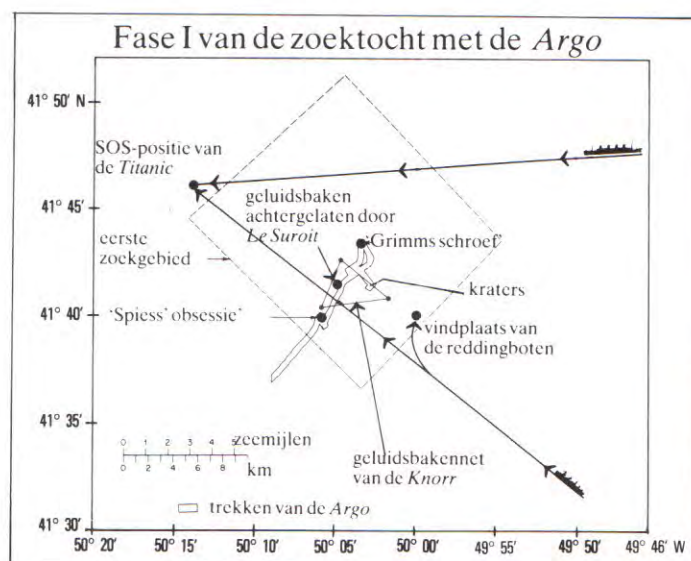 Fase I van de zoektocht met de Argo
41° 50' N
SOS-positie van
de Titanic
41° 45'
geluidsbaken
achtergelaten door
Le Suroit
'Grimms schroef'
eerste
zoekgebied
kraters
41° 40'
'Spiess' obsessie'
vindplaats van
de reddingboten
41° 35'
0 1 2 3 4 5 zeemijlen
0 2 4 6 8 km
geluidsbakennet
van de Knorr
trekken van de Argo
41° 30'
50° 20' 50° 15' 50° 10' 50° 05' 50° 00' 49° 55' 49° 50' 49° 46' W